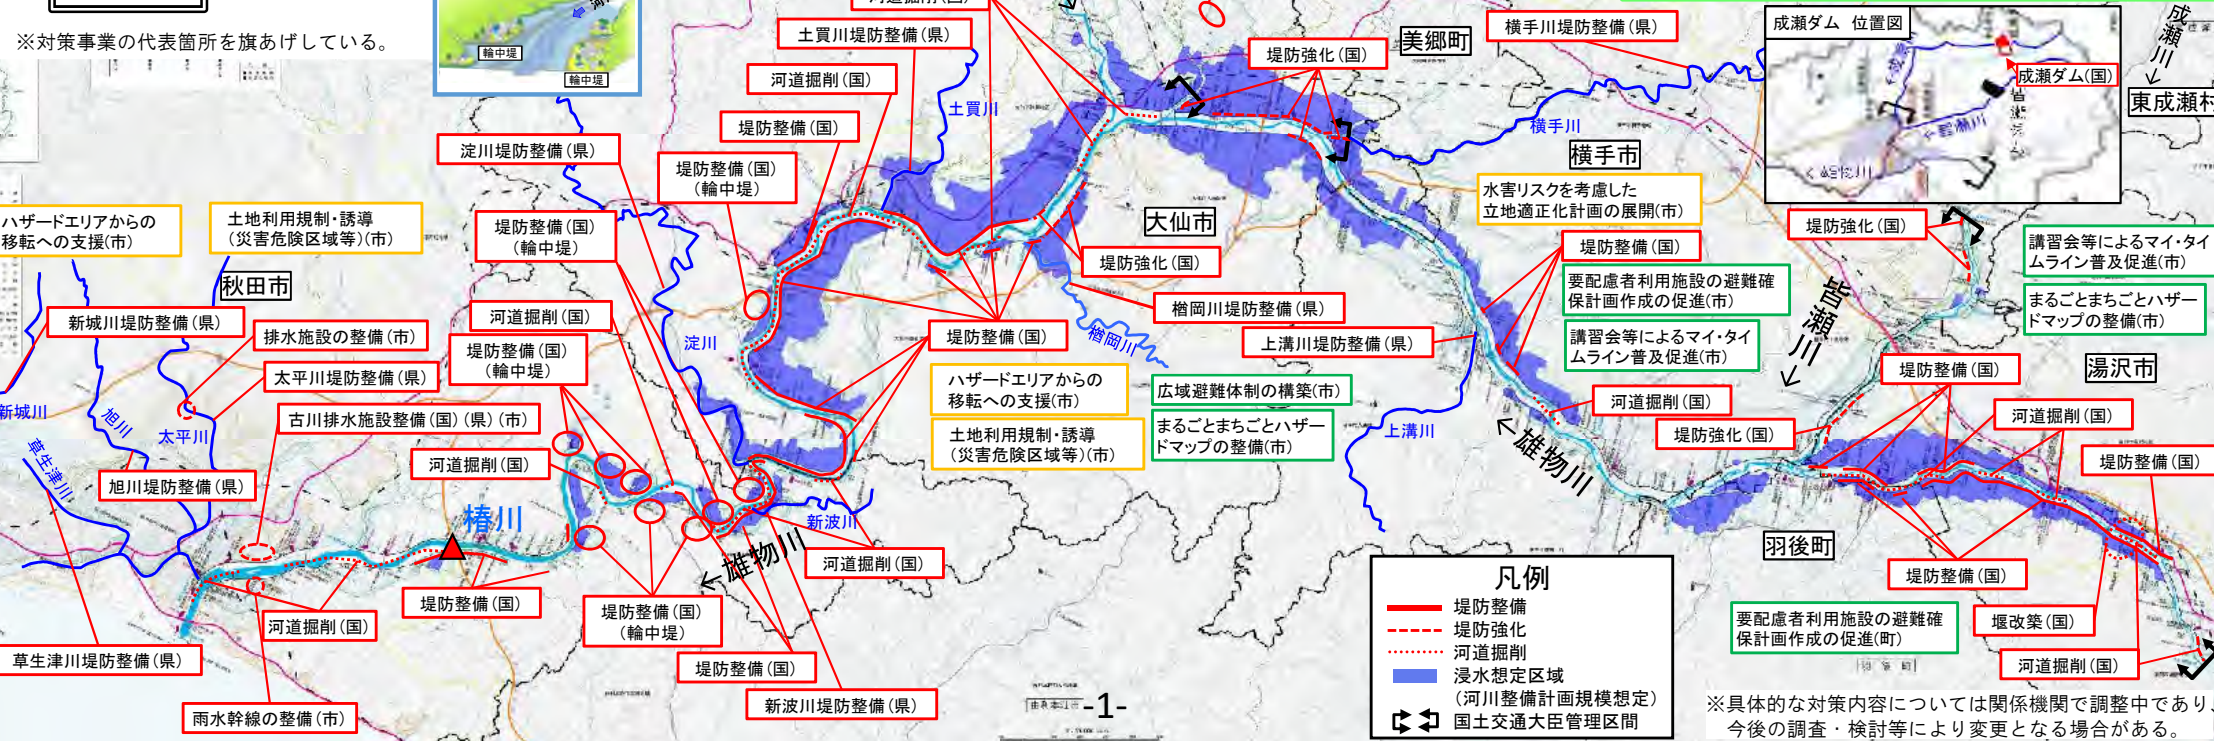 ※対策事業の代表箇所を旗あげしている。
輪中堤
輪中堤
河道掘削(国)
土買川堤防整備(県)
河道掘削(国)
堤防整備(国)
淀川堤防整備(県)
堤防整備(国)
(輪中堤)
堤防整備(国)
(輪中堤)
土買川
美郷町
堤防強化(国)
横手川堤防整備(県)
横手川
横手市
成瀬ダム 位置図
成瀬ダム(国)
成瀬川
東成瀬村
ハザードエリアからの
移転への支援(市)
土地利用規制・誘導
(災害危険区域等)(市)
秋田市
新城川堤防整備(県)
排水施設の整備(市)
太平川堤防整備(県)
古川排水施設整備(国)(県)(市)
新城川
旭川
太平川
草生津川
旭川堤防整備(県)
河道掘削(国)
堤防整備(国)
(輪中堤)
河道掘削(国)
淀川
大仙市
堤防強化(国)
楢岡川堤防整備(県)
楢岡川
堤防整備(国)
上溝川堤防整備(県)
水害リスクを考慮した
立地適正化計画の展開(市)
堤防整備(国)
要配慮者利用施設の避難確
保計画作成の促進(市)
講習会等によるマイ・タイ
ムライン普及促進(市)
堤防強化(国)
講習会等によるマイ・タイ
ムライン普及促進(市)
まるごとまちごとハザー
ドマップの整備(市)
皆瀬川
湯沢市
ハザードエリアからの
移転への支援(市)
土地利用規制・誘導
(災害危険区域等)(市)
広域避難体制の構築(市)
まるごとまちごとハザー
ドマップの整備(市)
上溝川
河道掘削(国)
堤防強化(国)
堤防整備(国)
河道掘削(国)
堤防整備(国)
←雄物川
椿川
新波川
←雄物川
河道掘削(国)
羽後町
堤防整備(国)
堰改築(国)
河道掘削(国)
要配慮者利用施設の避難確
保計画作成の促進(町)
草生津川堤防整備(県)
雨水幹線の整備(市)
河道掘削(国)
堤防整備(国)
堤防整備(国)
(輪中堤)
堤防整備(国)
新波川堤防整備(県)
凡例
堤防整備
堤防強化
河道掘削
浸水想定区域
(河川整備計画規模想定)
国土交通大臣管理区間
-1-
※具体的な対策内容については関係機関で調整中であり、
今後の調査・検討等により変更となる場合がある。